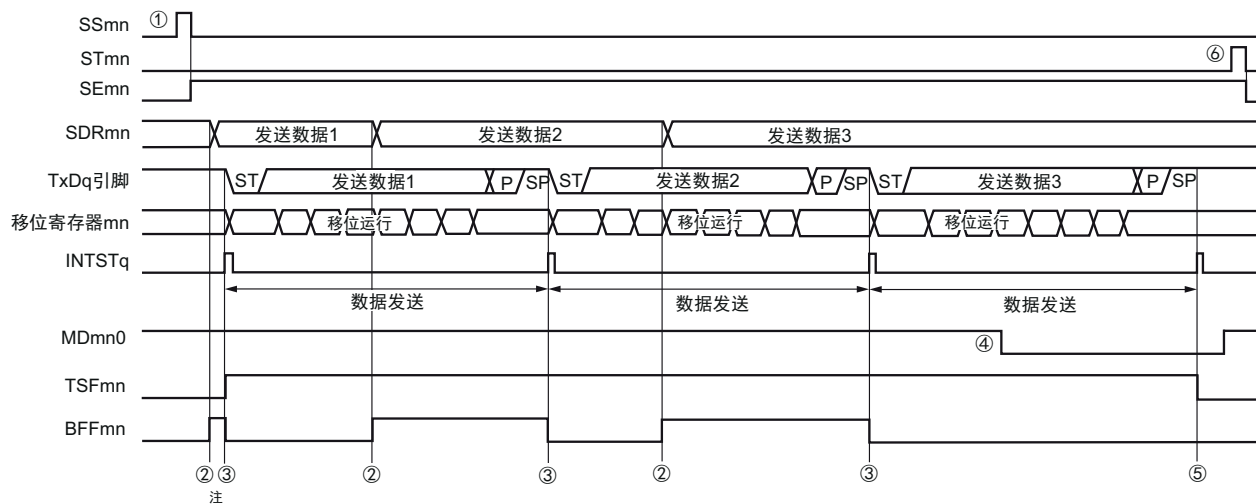 SSmn ①
STmn ⑥
SEmn
SDRmn 发送数据1 发送数据2 发送数据3
TxDq引脚 ST 发送数据1 P SP ST 发送数据2 P SP ST 发送数据3 P SP
移位寄存器mn 移位运行 移位运行 移位运行
INTSTq
数据发送 数据发送 数据发送
MDmn0 ④
TSFmn
BFFmn
② ③ ② ③ ② ③ ⑤
注